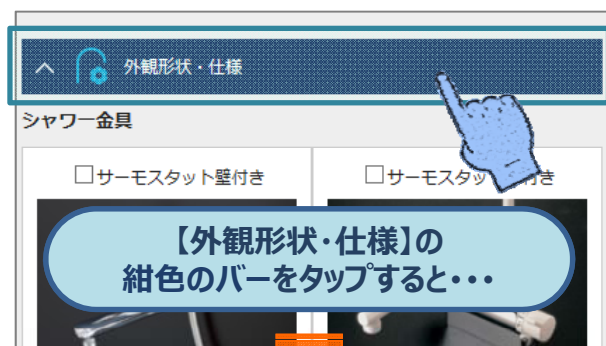 外観形状・仕様
シャワー金具
サーモスタット壁付き
サーモスタッ 付き
【外観形状･仕様】の
紺色のバーをタップすると･･･